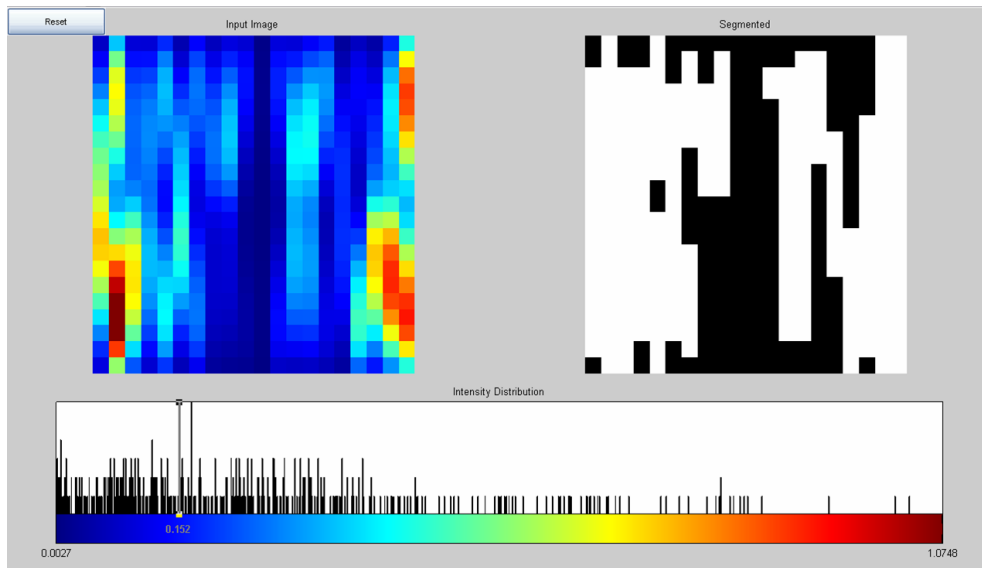 Reset
Input Image
Segmented
Intensity Distribution
0.152
0.0027
1.0748